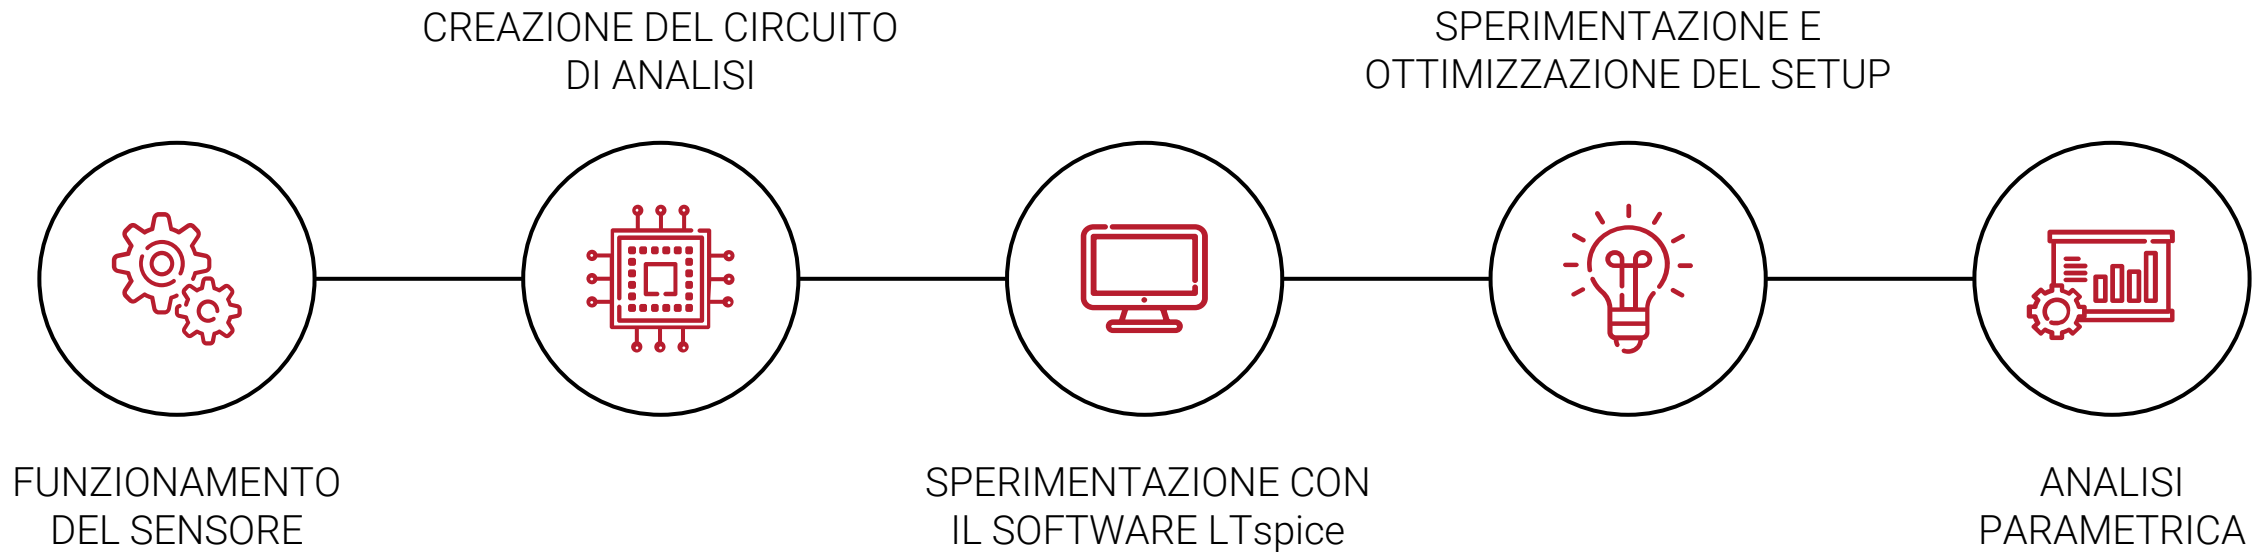 FUNZIONAMENTO
DEL SENSORE
CREAZIONE DEL CIRCUITO
DI ANALISI
SPERIMENTAZIONE CON
IL SOFTWARE LTspice
SPERIMENTAZIONE E
OTTIMIZZAZIONE DEL SETUP
ANALISI
PARAMETRICA